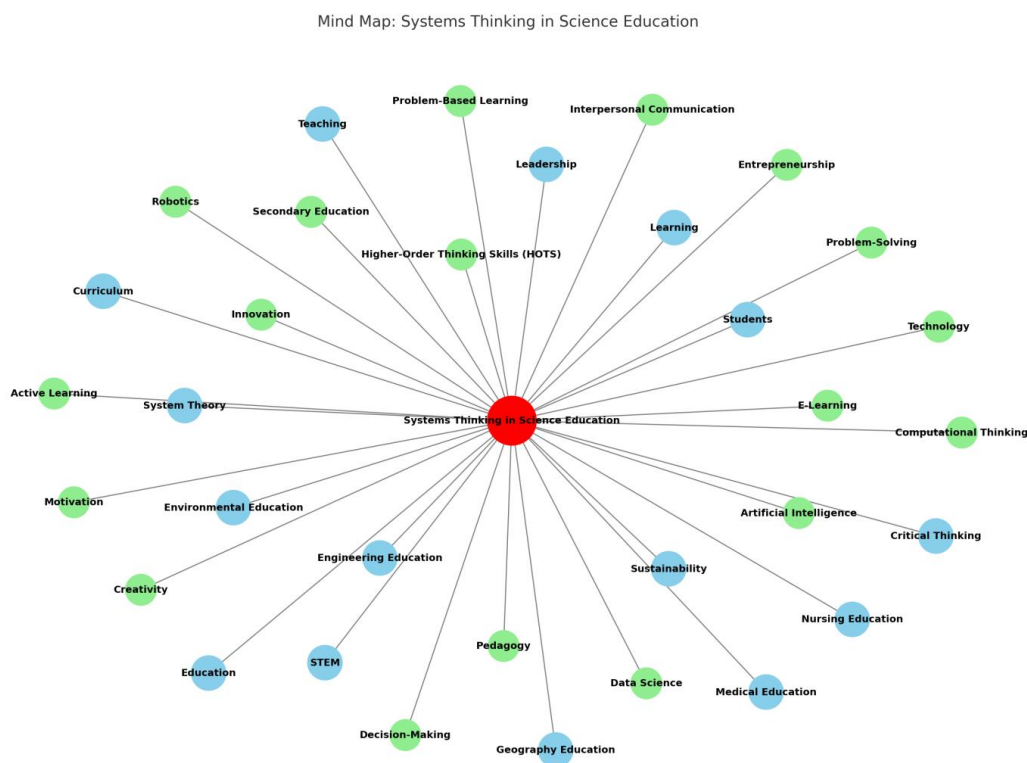 Mind Map: Systems Thinking in Science Education
Problem-Based Learning
Interpersonal Communication
Teaching
Leadership
Entrepreneurship
Robotics
Secondary Education
Learning
Problem-Solving
Higher-Order Thinking Skills (HOTS)
Curriculum
Innovation
Students
Technology
Active Learning
System Theory
E-Learning
Systems Thinking in Science Education
Computational Thinking
Motivation
Environmental Education
Artificial Intelligence
Critical Thinking
Engineering Education
Sustainability
Creativity
Nursing Education
Pedagogy
Education
STEM
Data Science
Medical Education
Decision-Making
Geography Education